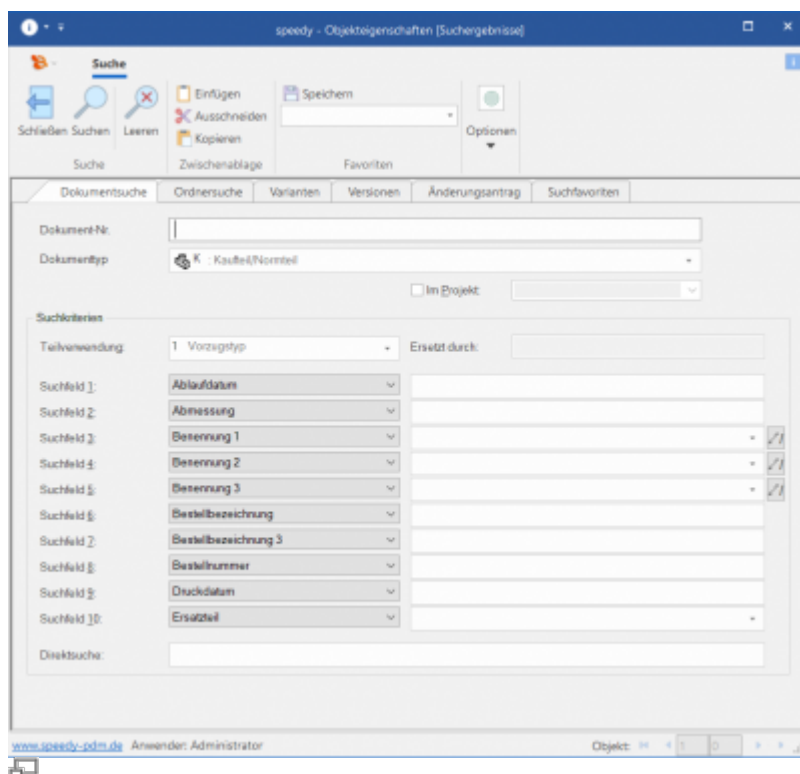 speedy - Objekteigenschaften [Suchergebnisse]
Suche
Schließen Suchen Leeren
Einfügen
Ausschneiden
Kopieren
Speichern
Optionen
Suche Zwischenablage Favoriten
Dokumentsuche Ordnersuche Varianten Versionen Änderungsantrag Suchfavoriten
Dokument-Nr.
Dokumenttyp K : Kaufteil/Normteil
Im Projekt:
Suchkriterien
Teilverwendung: 1 Vorzugstyp Ersetzt durch:
Suchfeld 1: Ablaufdatum
Suchfeld 2: Abmessung
Suchfeld 3: Benennung 1
Suchfeld 4: Benennung 2
Suchfeld 5: Benennung 3
Suchfeld 6: Bestellbezeichnung
Suchfeld 7: Bestellbezeichnung 3
Suchfeld 8: Bestellnummer
Suchfeld 9: Druckdatum
Suchfeld 10: Ersatzteil
Direktsuche:
www.speedy-pdm.de Anwender: Administrator Objekt: 1 0